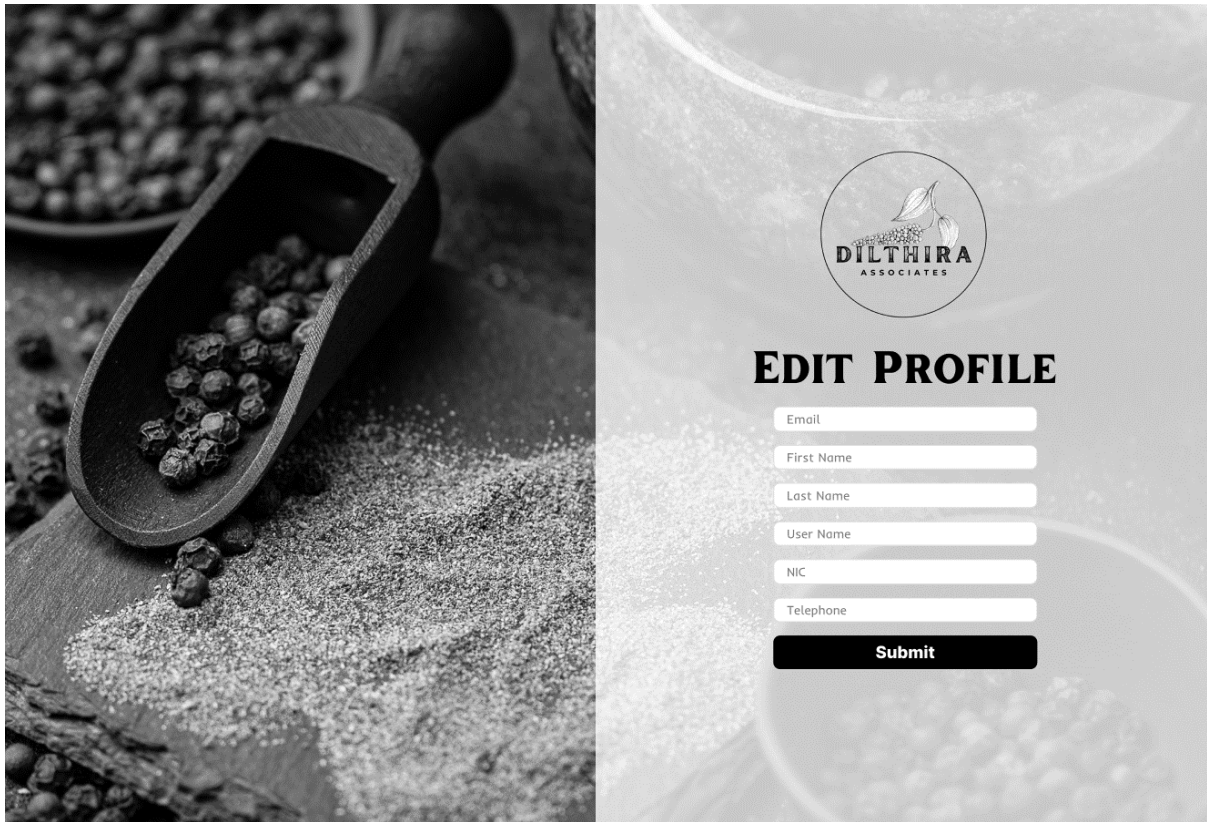 DILTHIRA
ASSOCIATES
EDIT PROFILE
Email
First Name
Last Name
User Name
NIC
Telephone
Submit